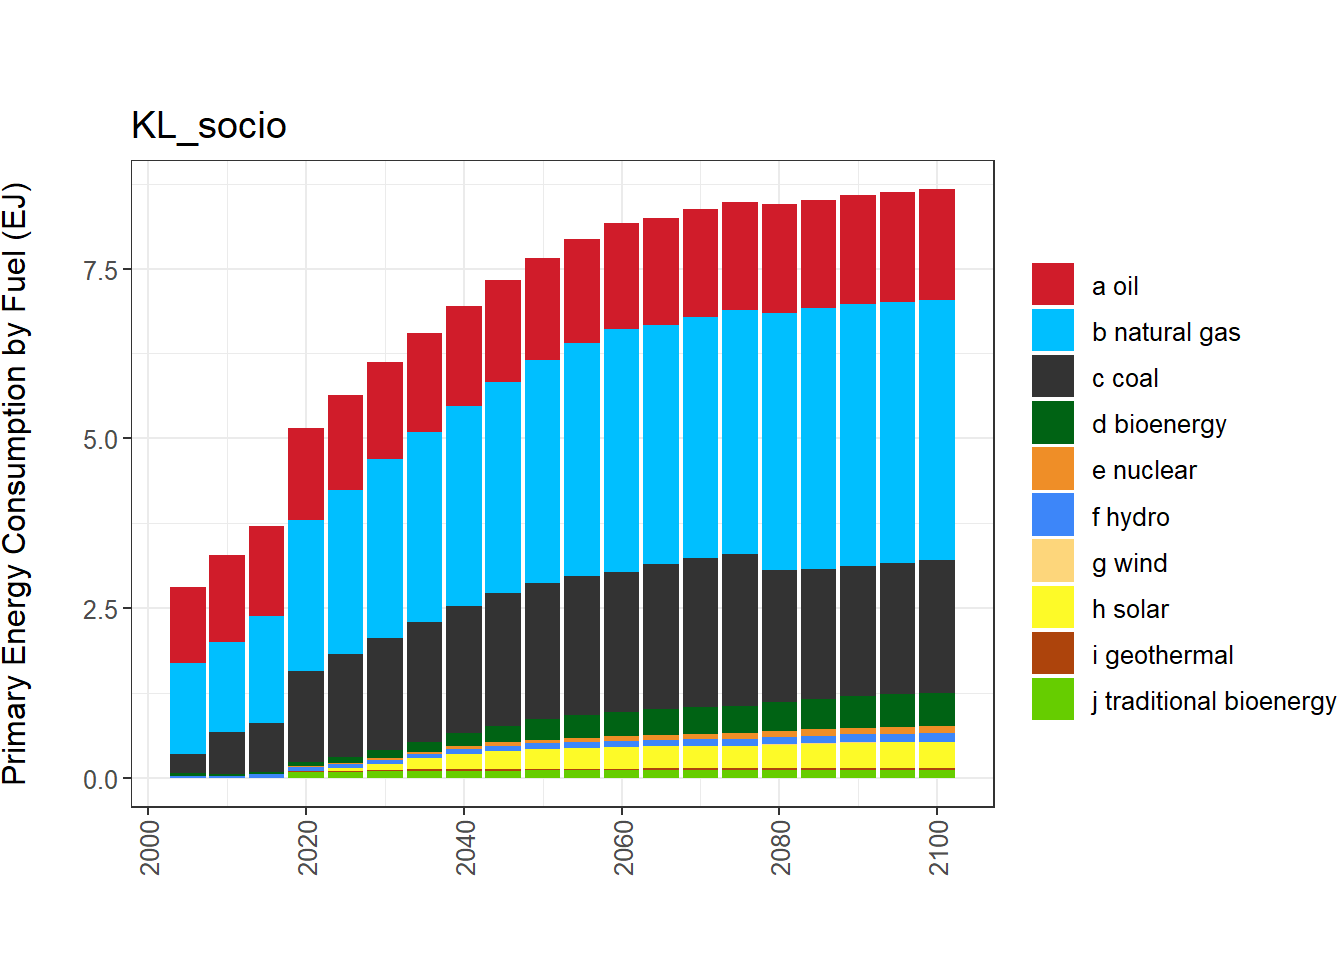 KL_socio
Primary Energy Consumption by Fuel (EJ)
7.5
5.0
2.5
0.0
2000
2020
2040
2060
2080
2100
a oil
b natural gas
c coal
d bioenergy
e nuclear
f hydro
g wind
h solar
i geothermal
j traditional bioenergy